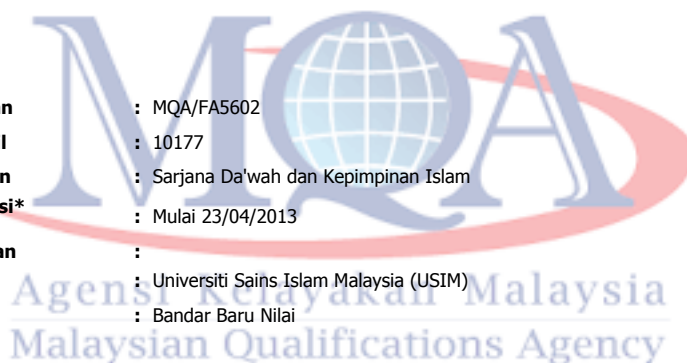 MQA
an : MQA/FA5602
l : 10177
n : Sarjana Da'wah dan Kepimpinan Islam
si* : Mulai 23/04/2013
an :
: Universiti Sains Islam Malaysia (USIM)
: Bandar Baru Nilai
Agensi Kelayakan Malaysia
Malaysian Qualifications Agency